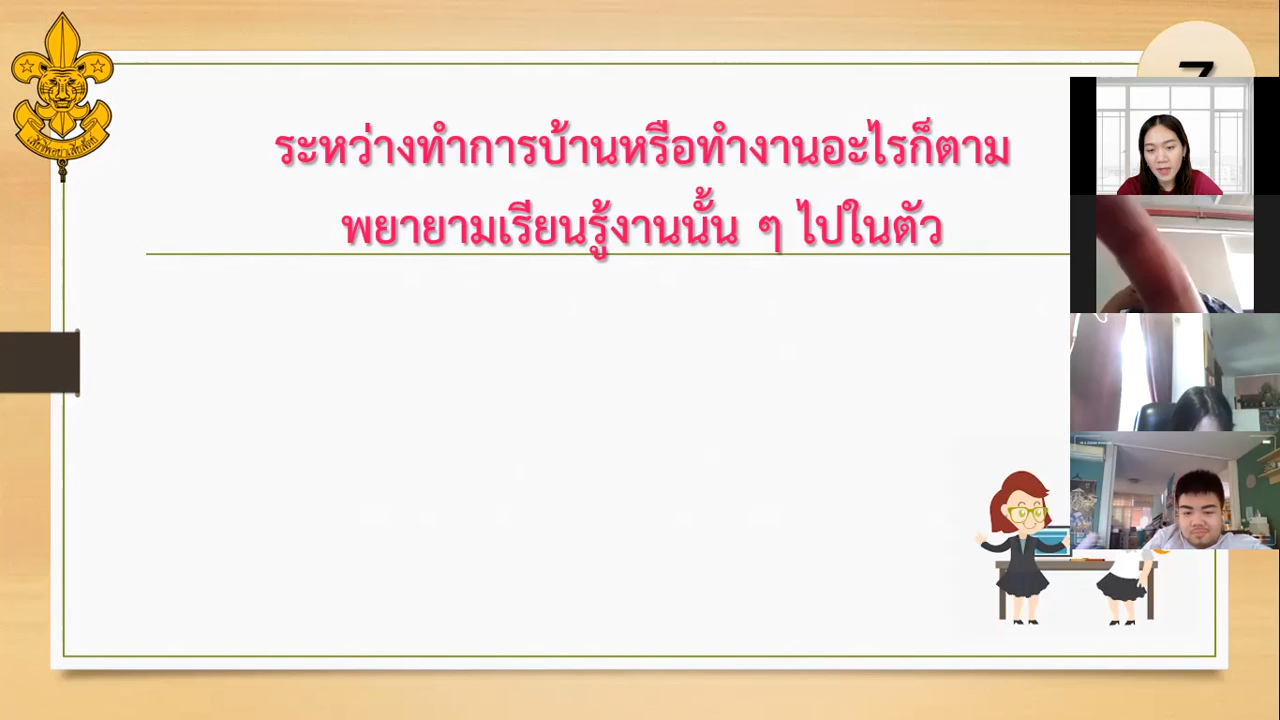 ระหว่างทำการบ้านหรือทำงานอะไรก็ตาม
พยายามเรียนรู้งานนั้น ๆ ไปในตัว